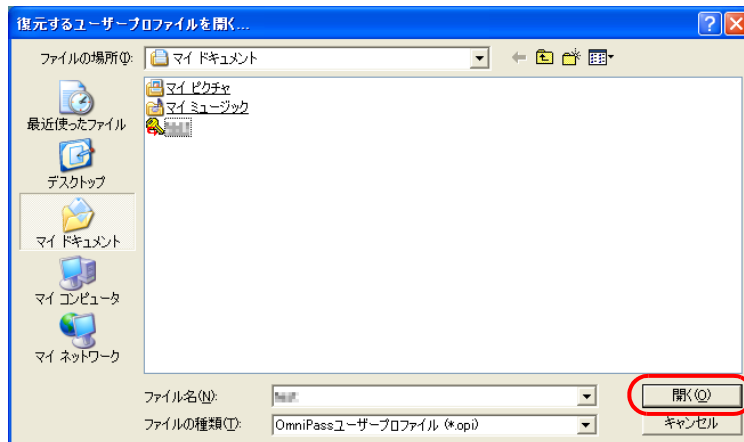 復元するユーザープロファイルを開く...
ファイルの場所(I):
マイ ドキュメント
マイ ピクチャ
マイ ミュージック
最近使ったファイル
デスクトップ
マイ ドキュメント
マイ コンピュータ
マイ ネットワーク
ファイル名(N):
開く(O)
ファイルの種類(T):
OmniPassユーザープロファイル (*.opi)
キャンセル